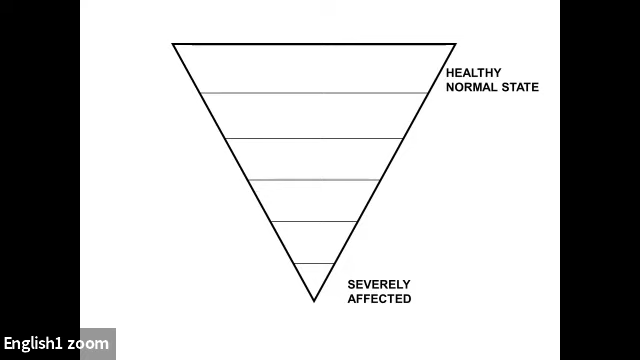 HEALTHY
NORMAL STATE
SEVERELY
AFFECTED
English1 zoom